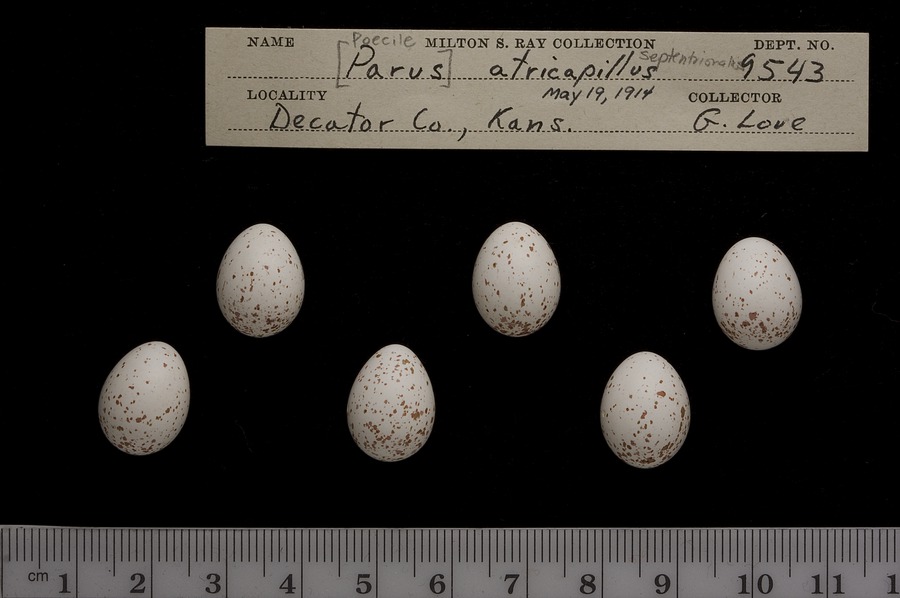 NAME Poecile MILTON S. RAY COLLECTION DEPT. NO.
[Parus] atricapillus septentrionalis 9543
LOCALITY May 19, 1914 COLLECTOR
Decator Co., Kans. G. Love
cm 1 2 3 4 5 6 7 8 9 10 11 1